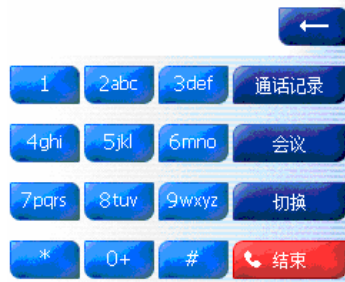 ←
1 2abc 3def 通话记录
4ghi 5jkl 6mno 会议
7pqrs 8tuv 9wxyz 切换
* 0+ # 结束